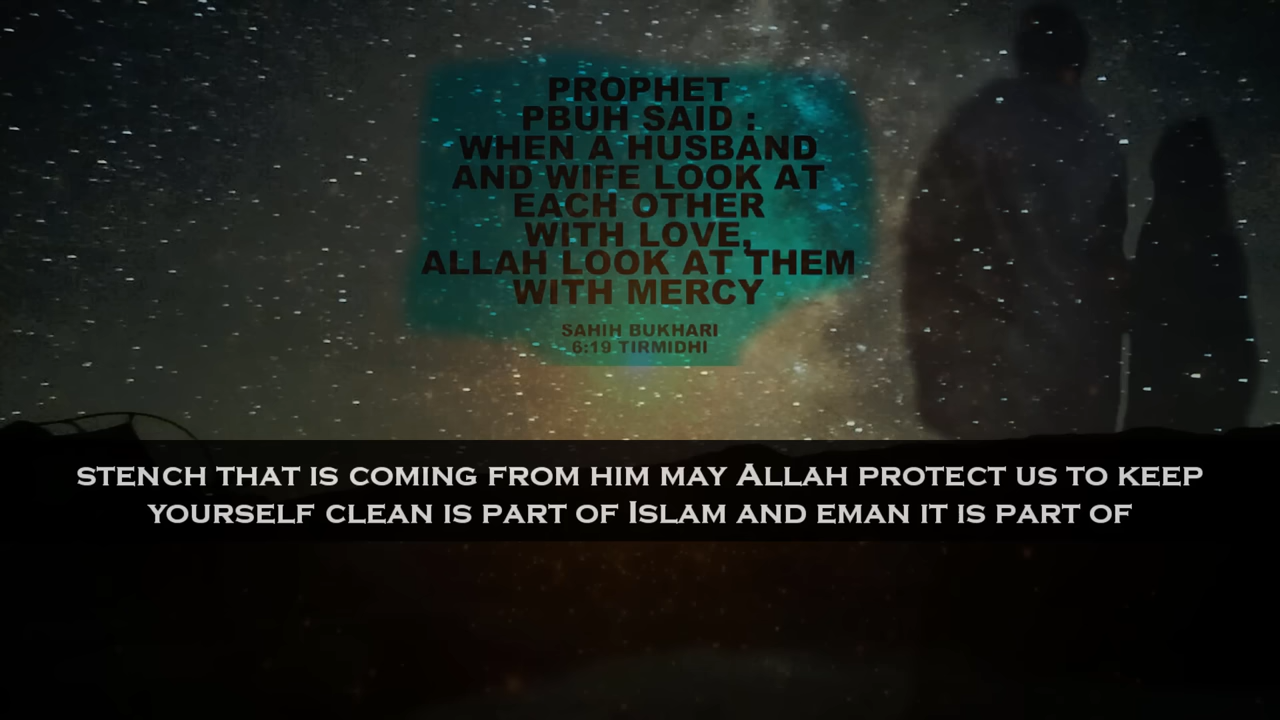 PROPHET
PBUH SAID :
WHEN A HUSBAND
AND WIFE LOOK AT
EACH OTHER
WITH LOVE,
ALLAH LOOK AT THEM
WITH MERCY
SAHIH BUKHARI
6:19 TIRMIDHI
STENCH THAT IS COMING FROM HIM MAY ALLAH PROTECT US TO KEEP
YOURSELF CLEAN IS PART OF ISLAM AND EMAN IT IS PART OF